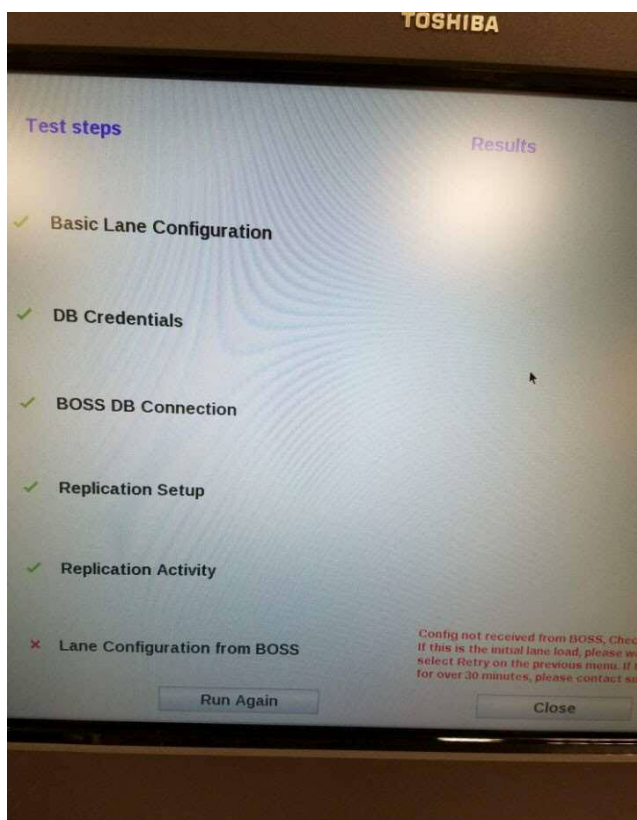 TOSHIBA
Test steps
Results
Basic Lane Configuration
DB Credentials
BOSS DB Connection
Replication Setup
Replication Activity
Lane Configuration from BOSS
Config not received from BOSS, Chec
If this is the initial lane load, please w
select Retry on the previous menu. If
for over 30 minutes, please contact
Run Again
Close